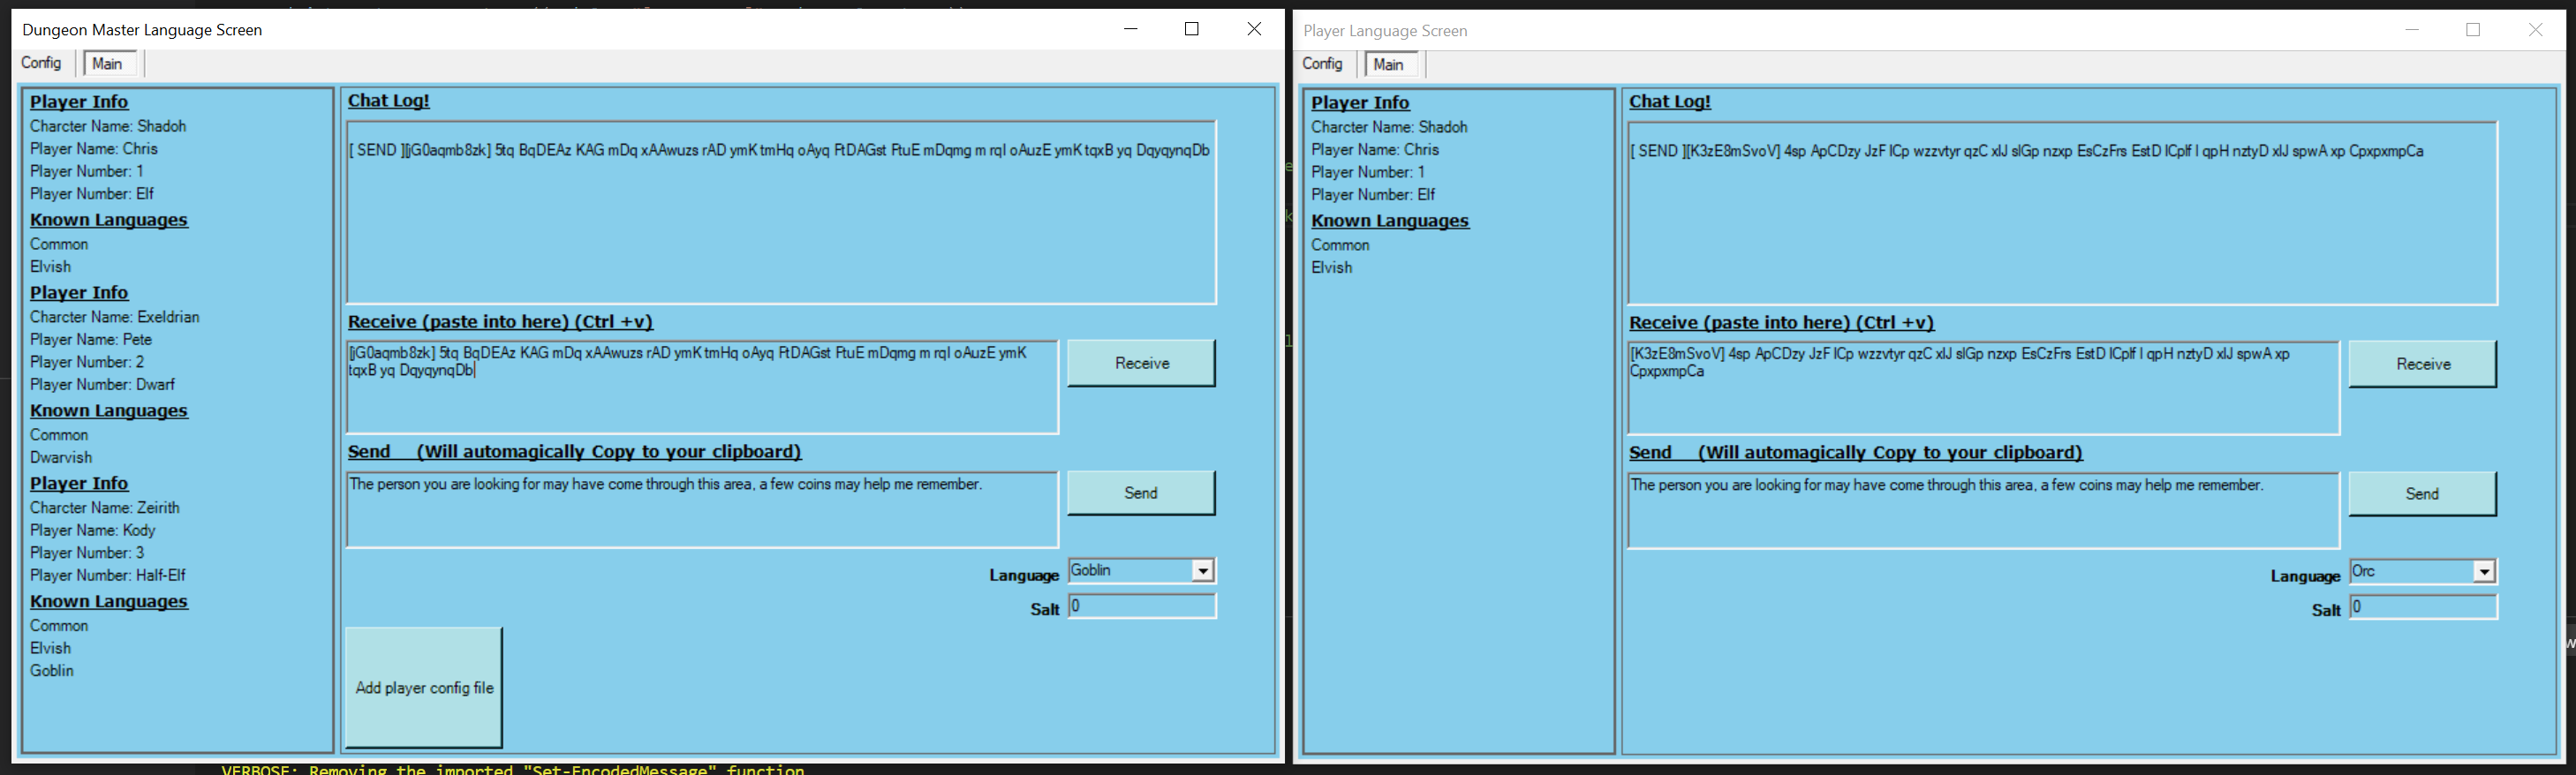 Dungeon Master Language Screen
Config Main
Player Info
Charcter Name: Shadoh
Player Name: Chris
Player Number: 1
Player Number: Elf
Known Languages
Common
Elvish
Player Info
Charcter Name: Exeldrian
Player Name: Pete
Player Number: 2
Player Number: Dwarf
Known Languages
Common
Dwarvish
Player Info
Charcter Name: Zeirith
Player Name: Kody
Player Number: 3
Player Number: Half-Elf
Known Languages
Common
Elvish
Goblin
Chat Log!
[ SEND ][jG0aqmb8zk] 5tq BqDEAz KAG mDq xAAwuzs rAD ymK tmHq oAyq FtDAGst FtuE mDqmg m rqI oAuzE ymK tqxB yq DqyqynqDb
Receive (paste into here) (Ctrl +v)
[jG0aqmb8zk] 5tq BqDEAz KAG mDq xAAwuzs rAD ymK tmHq oAyq FtDAGst FtuE mDqmg m rqI oAuzE ymK
tqxB yq DqyqynqDb
Receive
Send (Will automagically Copy to your clipboard)
The person you are looking for may have come through this area, a few coins may help me remember.
Send
Language Goblin
Salt 0
Add player config file
Player Language Screen
Config Main
Player Info
Charcter Name: Shadoh
Player Name: Chris
Player Number: 1
Player Number: Elf
Known Languages
Common
Elvish
Chat Log!
[ SEND ][K3zE8mSvoV] 4sp ApCDzy JzF lCp wzzvtyr qzC xlJ slGp nzxp EsCzFrs EstD lCplf l qpH nztyD xlJ spwA xp CpxpxmpCa
Receive (paste into here) (Ctrl +v)
[K3zE8mSvoV] 4sp ApCDzy JzF lCp wzzvtyr qzC xlJ slGp nzxp EsCzFrs EstD lCplf l qpH nztyD xlJ spwA xp
CpxpxmpCa
Receive
Send (Will automagically Copy to your clipboard)
The person you are looking for may have come through this area, a few coins may help me remember.
Send
Language Orc
Salt 0
VERBOSE: Removing the imported "Set-EncodedMessage" function